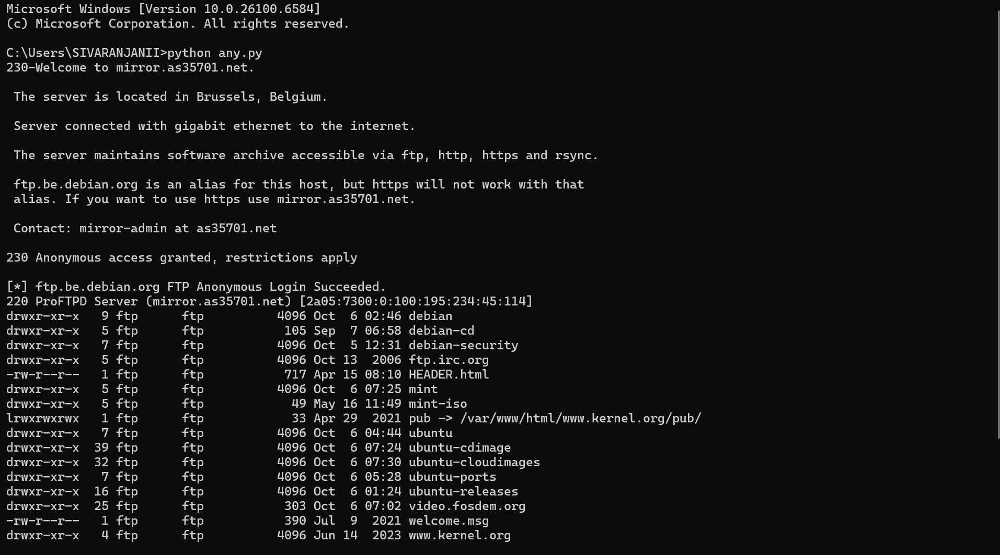 Microsoft Windows [Version 10.0.26100.6584]
(c) Microsoft Corporation. All rights reserved.

C:\Users\SIVARANJANII>python any.py
230-Welcome to mirror.as35701.net.

 The server is located in Brussels, Belgium.

 Server connected with gigabit ethernet to the internet.

 The server maintains software archive accessible via ftp, http, https and rsync.

 ftp.be.debian.org is an alias for this host, but https will not work with that
 alias. If you want to use https use mirror.as35701.net.

 Contact: mirror-admin at as35701.net

230 Anonymous access granted, restrictions apply

[*] ftp.be.debian.org FTP Anonymous Login Succeeded.
220 ProFTPD Server (mirror.as35701.net) [2a05:7300:0:100:195:234:45:114]
drwxr-xr-x   9 ftp      ftp          4096 Oct  6 02:46 debian
drwxr-xr-x   5 ftp      ftp           105 Sep  7 06:58 debian-cd
drwxr-xr-x   7 ftp      ftp          4096 Oct  5 12:31 debian-security
drwxr-xr-x   5 ftp      ftp          4096 Oct 13  2006 ftp.irc.org
-rw-r--r--   1 ftp      ftp           717 Apr 15 08:10 HEADER.html
drwxr-xr-x   5 ftp      ftp          4096 Oct  6 07:25 mint
drwxr-xr-x   5 ftp      ftp            49 May 16 11:49 mint-iso
lrwxrwxrwx   1 ftp      ftp            33 Apr 29  2021 pub -> /var/www/html/www.kernel.org/pub/
drwxr-xr-x   7 ftp      ftp          4096 Oct  6 04:44 ubuntu
drwxr-xr-x  39 ftp      ftp          4096 Oct  6 07:24 ubuntu-cdimage
drwxr-xr-x  32 ftp      ftp          4096 Oct  6 07:30 ubuntu-cloudimages
drwxr-xr-x   7 ftp      ftp          4096 Oct  6 05:28 ubuntu-ports
drwxr-xr-x  16 ftp      ftp          4096 Oct  6 01:24 ubuntu-releases
drwxr-xr-x  25 ftp      ftp           303 Oct  6 07:02 video.fosdem.org
-rw-r--r--   1 ftp      ftp           390 Jul  9  2021 welcome.msg
drwxr-xr-x   4 ftp      ftp          4096 Jun 14  2023 www.kernel.org